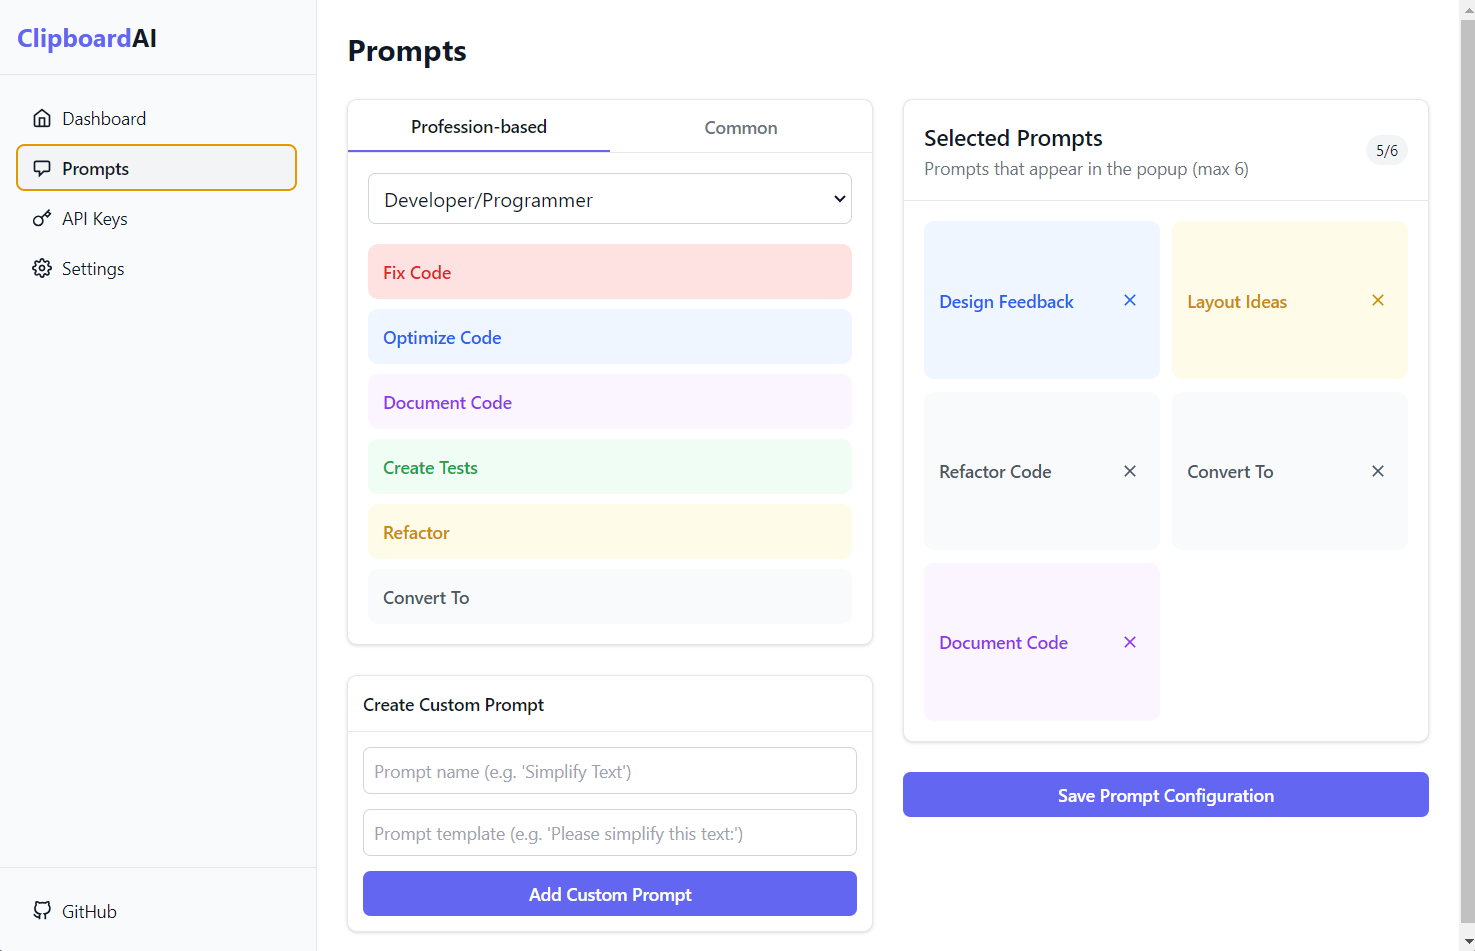 ClipboardAI
Dashboard
Prompts
API Keys
Settings
GitHub
Prompts
Profession-based
Common
Developer/Programmer
Fix Code
Optimize Code
Document Code
Create Tests
Refactor
Convert To
Create Custom Prompt
Prompt name (e.g. 'Simplify Text')
Prompt template (e.g. 'Please simplify this text:')
Add Custom Prompt
Selected Prompts
Prompts that appear in the popup (max 6)
5/6
Design Feedback
Layout Ideas
Refactor Code
Convert To
Document Code
Save Prompt Configuration